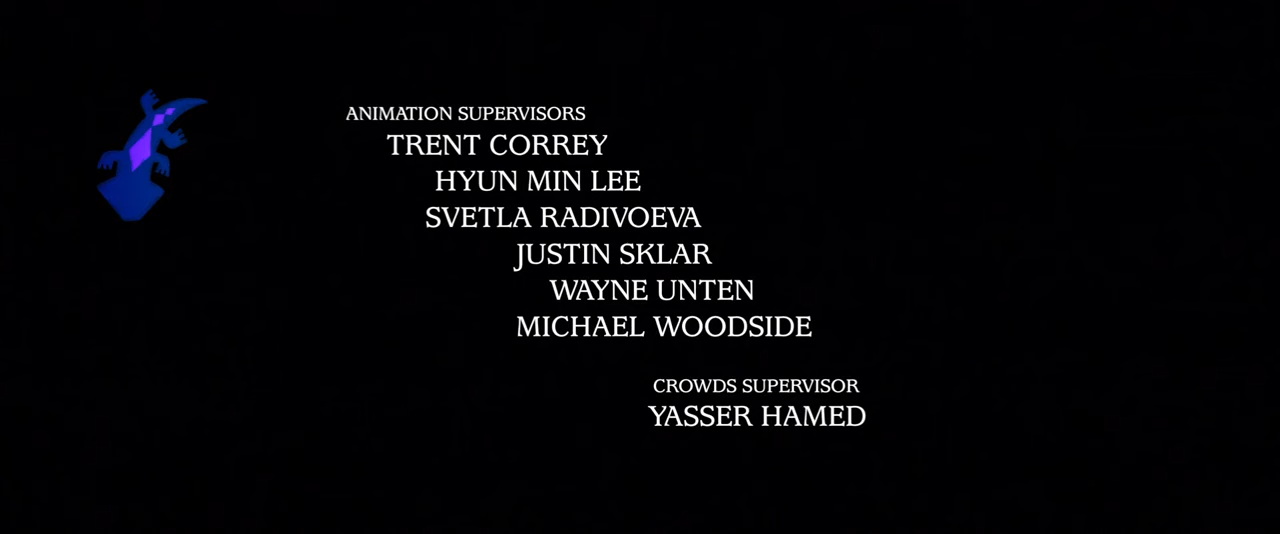 ANIMATION SUPERVISORS
TRENT CORREY
HYUN MIN LEE
SVETLA RADIVOEVA
JUSTIN SKLAR
WAYNE UNTEN
MICHAEL WOODSIDE
CROWDS SUPERVISOR
YASSER HAMED